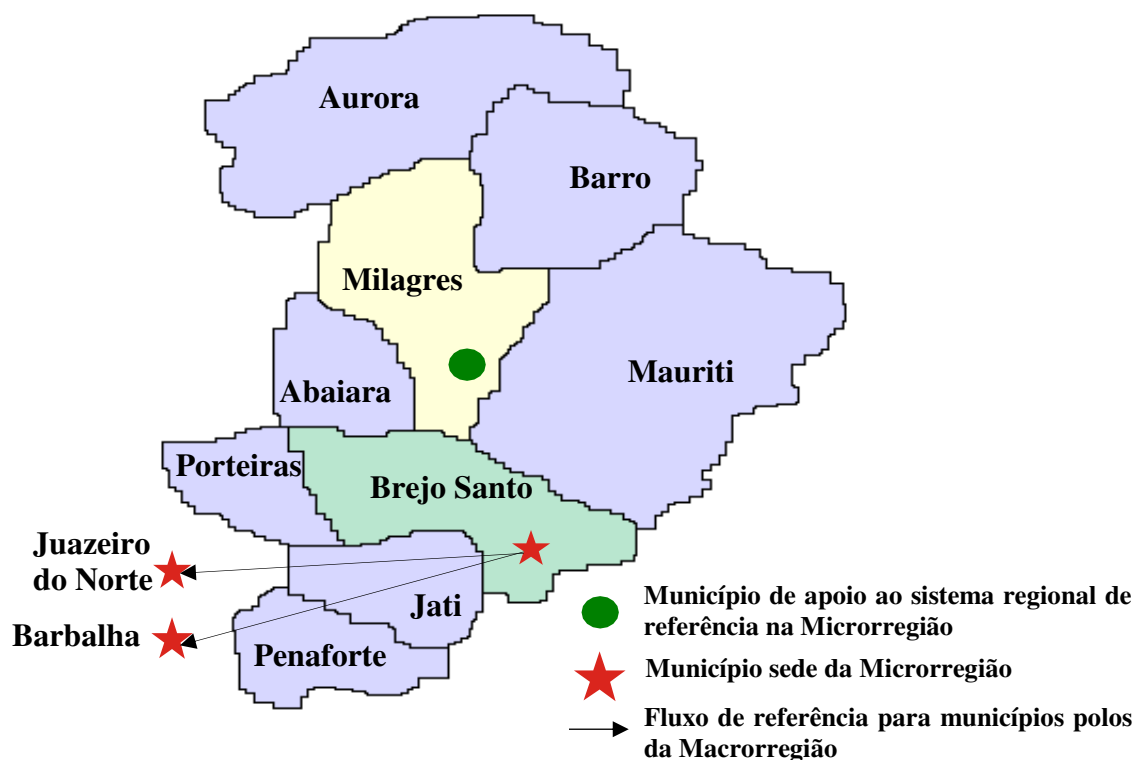 Aurora
Barro
Milagres
Mauriti
Abaiara
Porteiras
Brejo Santo
Juazeiro
do Norte
Jati
Barbalha
Penaforte
Município de apoio ao sistema regional de
referência na Microrregião
Município sede da Microrregião
Fluxo de referência para municípios polos
da Macrorregião